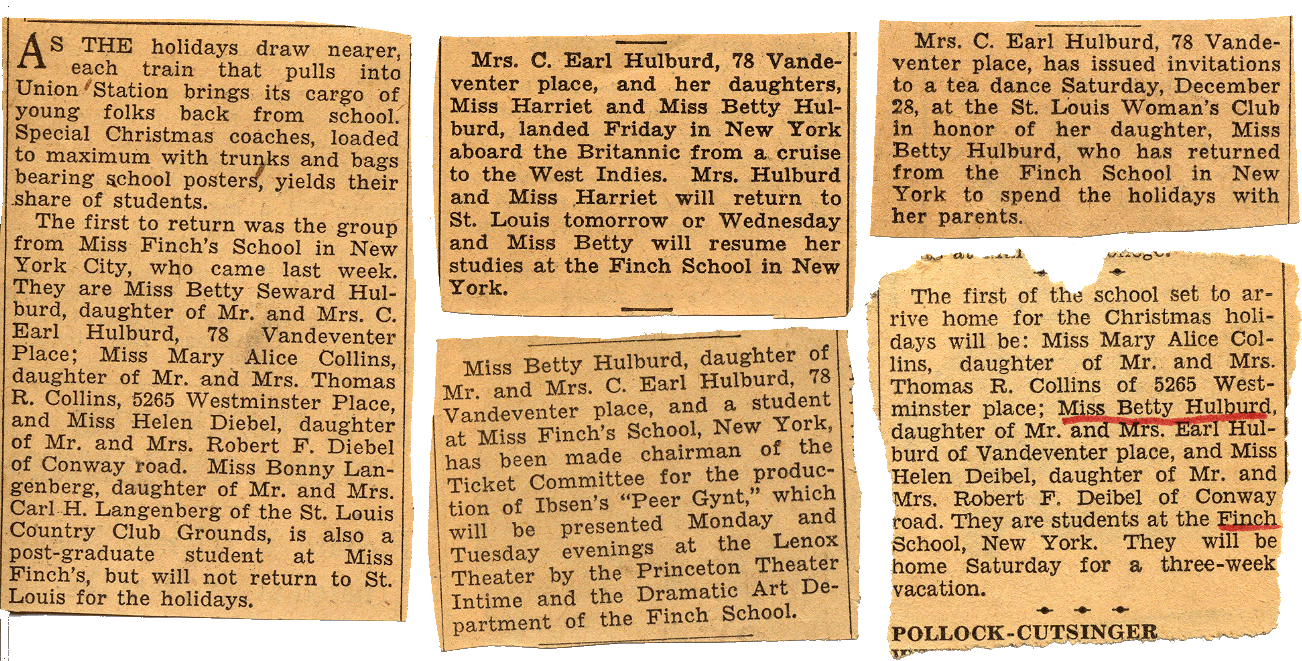 AS THE holidays draw nearer,
each train that pulls into
Union Station brings its cargo of
young folks back from school.
Special Christmas coaches, loaded
to maximum with trunks and bags
bearing school posters, yields their
share of students.
The first to return was the group
from Miss Finch's School in New
York City, who came last week.
They are Miss Betty Seward Hul-
burd, daughter of Mr. and Mrs. C.
Earl Hulburd, 78 Vandeventer
Place; Miss Mary Alice Collins,
daughter of Mr. and Mrs. Thomas
R. Collins, 5265 Westminster Place,
and Miss Helen Diebel, daughter
of Mr. and Mrs. Robert F. Diebel
of Conway road. Miss Bonny Lan-
genberg, daughter of Mr. and Mrs.
Carl H. Langenberg of the St. Louis
Country Club Grounds, is also a
post-graduate student at Miss
Finch's, but will not return to St.
Louis for the holidays.
Mrs. C. Earl Hulburd, 78 Vande-
venter place, and her daughters,
Miss Harriet and Miss Betty Hul-
burd, landed Friday in New York
aboard the Britannic from a cruise
to the West Indies. Mrs. Hulburd
and Miss Harriet will return to
St. Louis tomorrow or Wednesday
and Miss Betty will resume her
studies at the Finch School in New
York.
Miss Betty Hulburd, daughter of
Mr. and Mrs. C. Earl Hulburd, 78
Vandeventer place, and a student
at Miss Finch's School, New York,
has been made chairman of the
Ticket Committee for the produc-
tion of Ibsen's "Peer Gynt," which
will be presented Monday and
Tuesday evenings at the Lenox
Theater by the Princeton Theater
Intime and the Dramatic Art De-
partment of the Finch School.
Mrs. C. Earl Hulburd, 78 Vande-
venter place, has issued invitations
to a tea dance Saturday, December
28, at the St. Louis Woman's Club
in honor of her daughter, Miss
Betty Hulburd, who has returned
from the Finch School in New
York to spend the holidays with
her parents.
The first of the school set to ar-
rive home for the Christmas holi-
days will be: Miss Mary Alice Col-
lins, daughter of Mr. and Mrs.
Thomas R. Collins of 5265 West-
minster place; Miss Betty Hulburd,
daughter of Mr. and Mrs. Earl Hul-
burd of Vandeventer place, and Miss
Helen Deibel, daughter of Mr. and
Mrs. Robert F. Deibel of Conway
road. They are students at the Finch
School, New York. They will be
home Saturday for a three-week
vacation.
POLLOCK-CUTSINGER